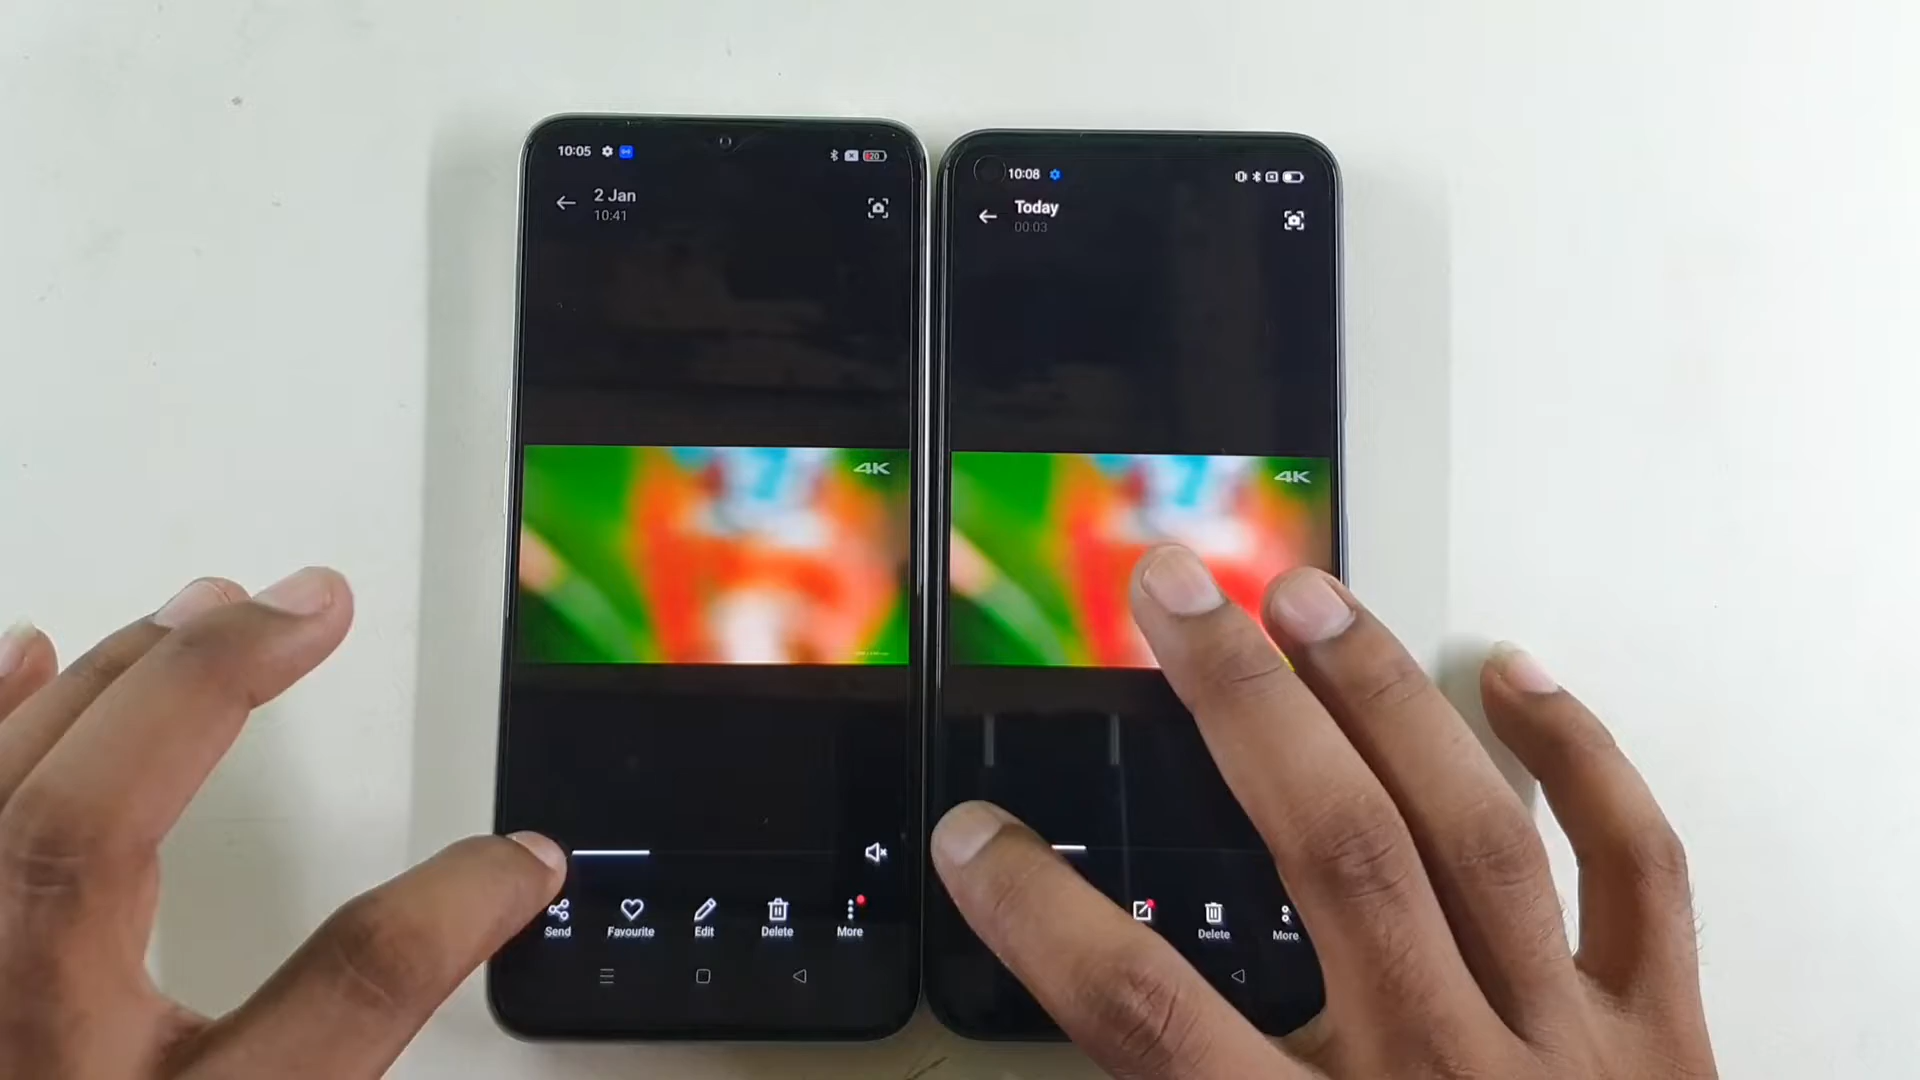 10:05
20
2 Jan
10:41
4K
Send
Favourite
Edit
Delete
More
10:08
Today
00:03
4K
Delete
More